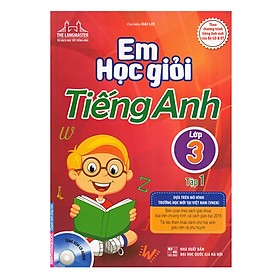 THE LANGMASTER
Chủ biên: ĐẠI LỢI
Theo
chương trình
tiếng Anh mới
của Bộ GD & ĐT
Em
Học giỏi
Tiếng Anh
Lớp
3
Tập 1
W
Z
W
DỰA TRÊN MÔ HÌNH
TRƯỜNG HỌC MỚI TẠI VIỆT NAM (VNEN)
NHÀ XUẤT BẢN
ĐẠI HỌC QUỐC GIA HÀ NỘI